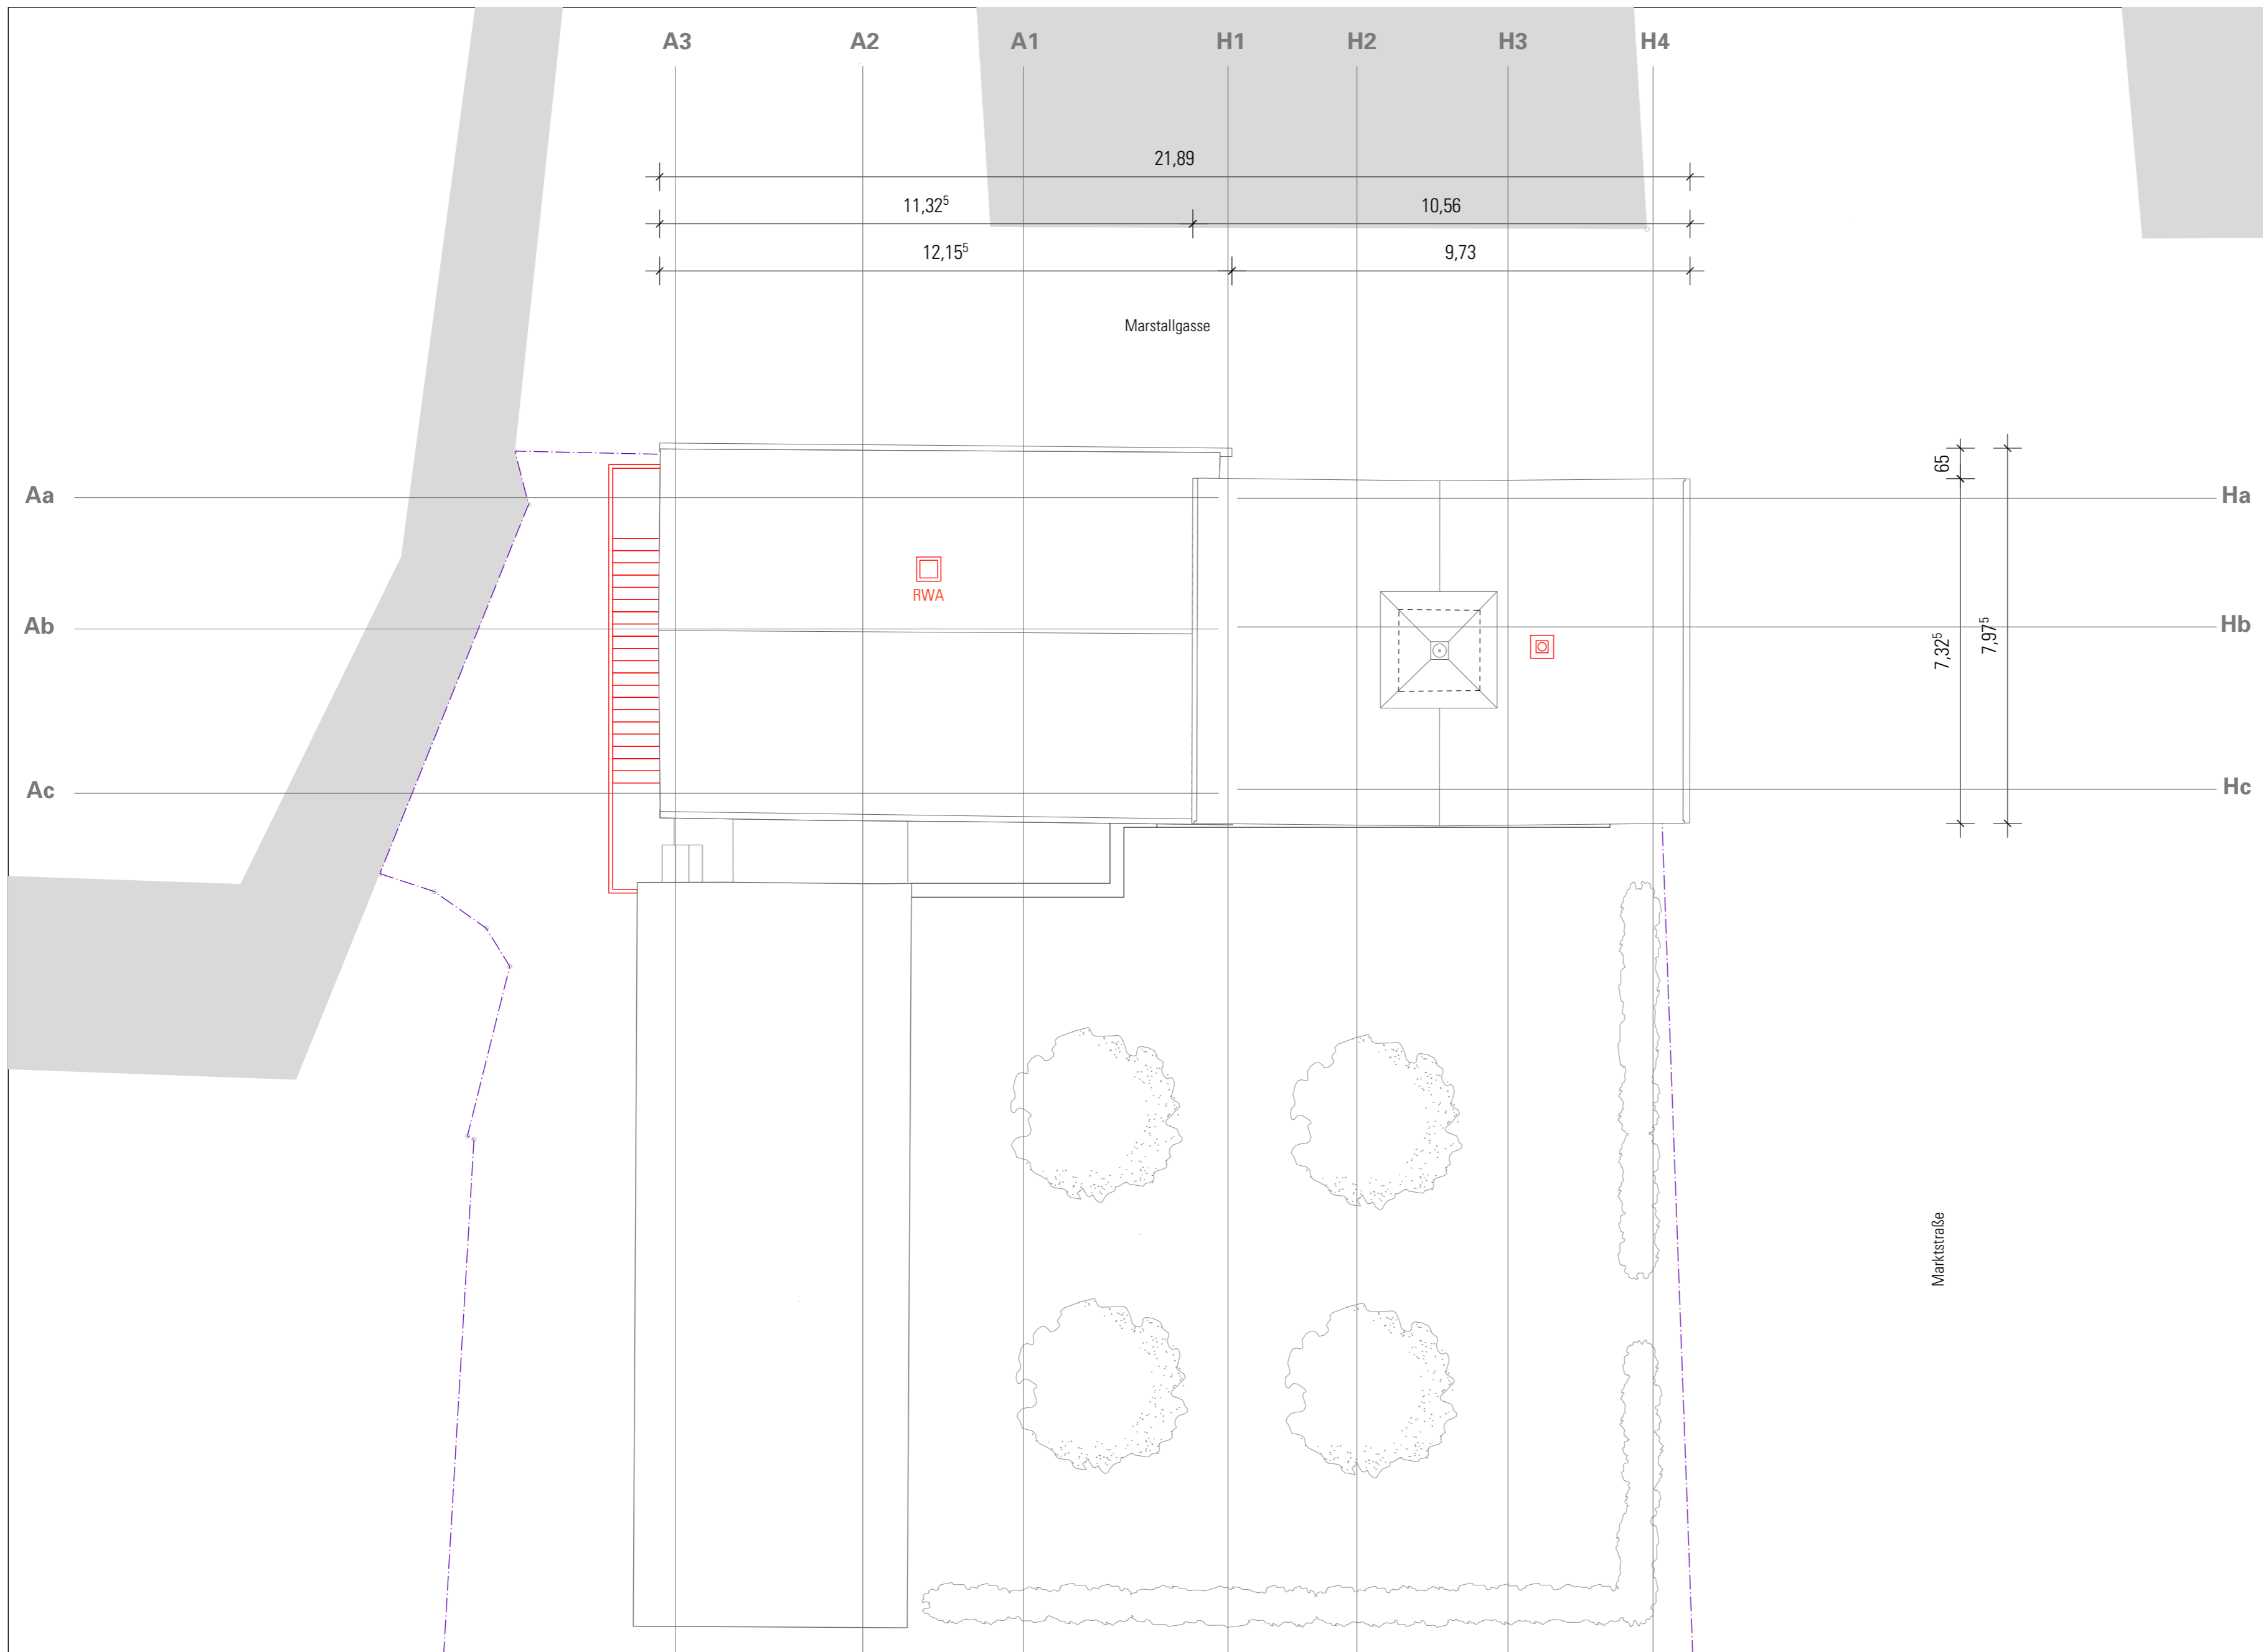 A3 A2 A1 H1 H2 H3 H4
21,89
11,32⁵ 10,56
12,15⁵ 9,73
Marstallgasse
65
Aa Ha
RWA
Ab Hb
7,32⁵ 7,97⁵
Ac Hc
Marktstraße